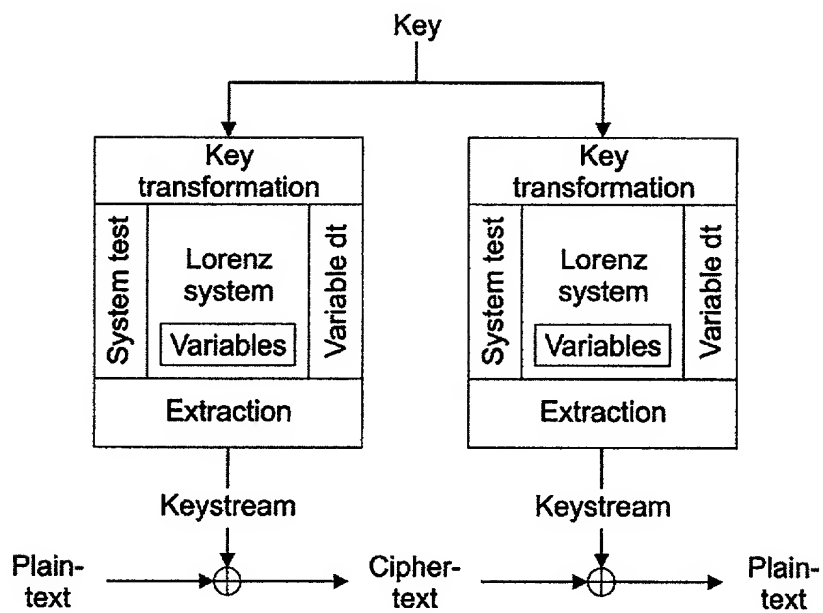 Key
Key
transformation
System test
Lorenz
system
Variables
Variable dt
Extraction
Keystream
Key
transformation
System test
Lorenz
system
Variables
Variable dt
Extraction
Keystream
Plain-
text
Cipher-
text
Plain-
text